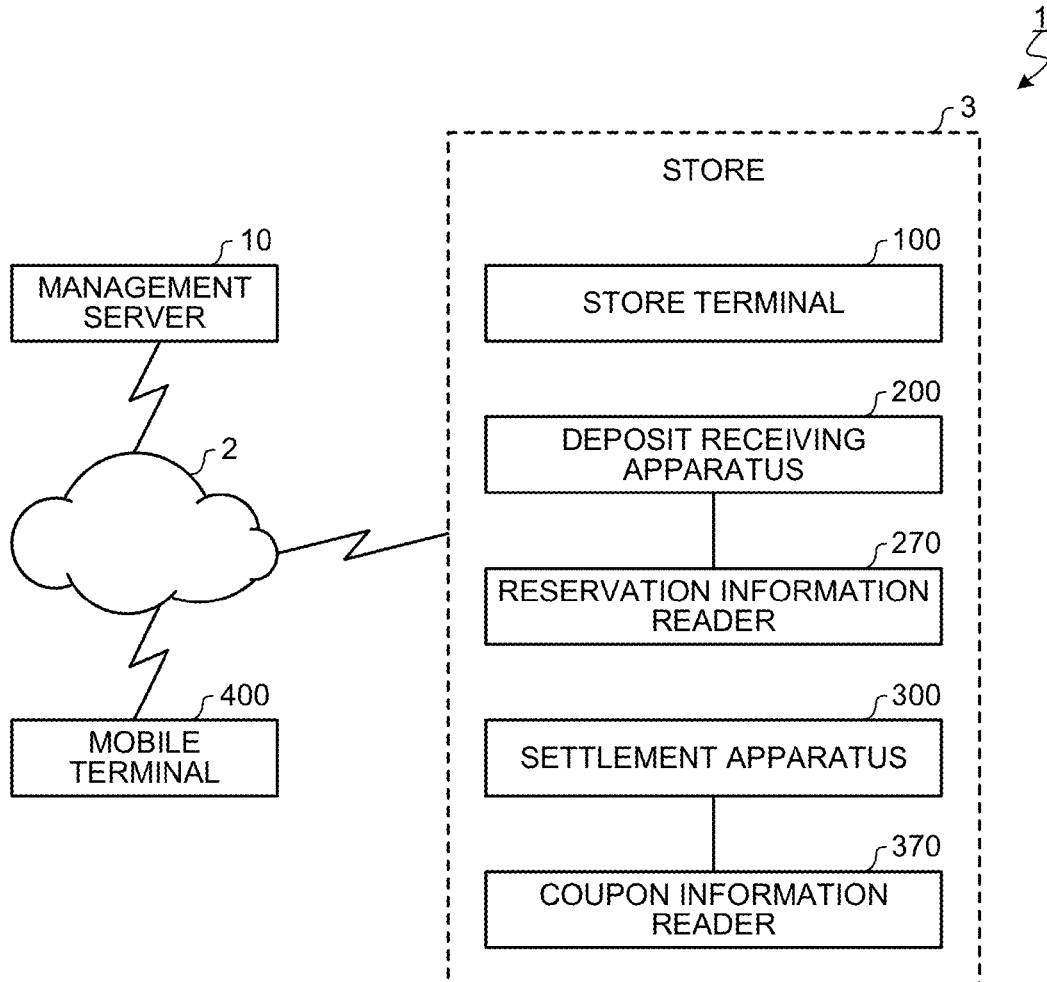 1
3
STORE
10
MANAGEMENT
SERVER
100
STORE TERMINAL
200
DEPOSIT RECEIVING
APPARATUS
2
270
RESERVATION INFORMATION
READER
400
MOBILE
TERMINAL
300
SETTLEMENT APPARATUS
370
COUPON INFORMATION
READER